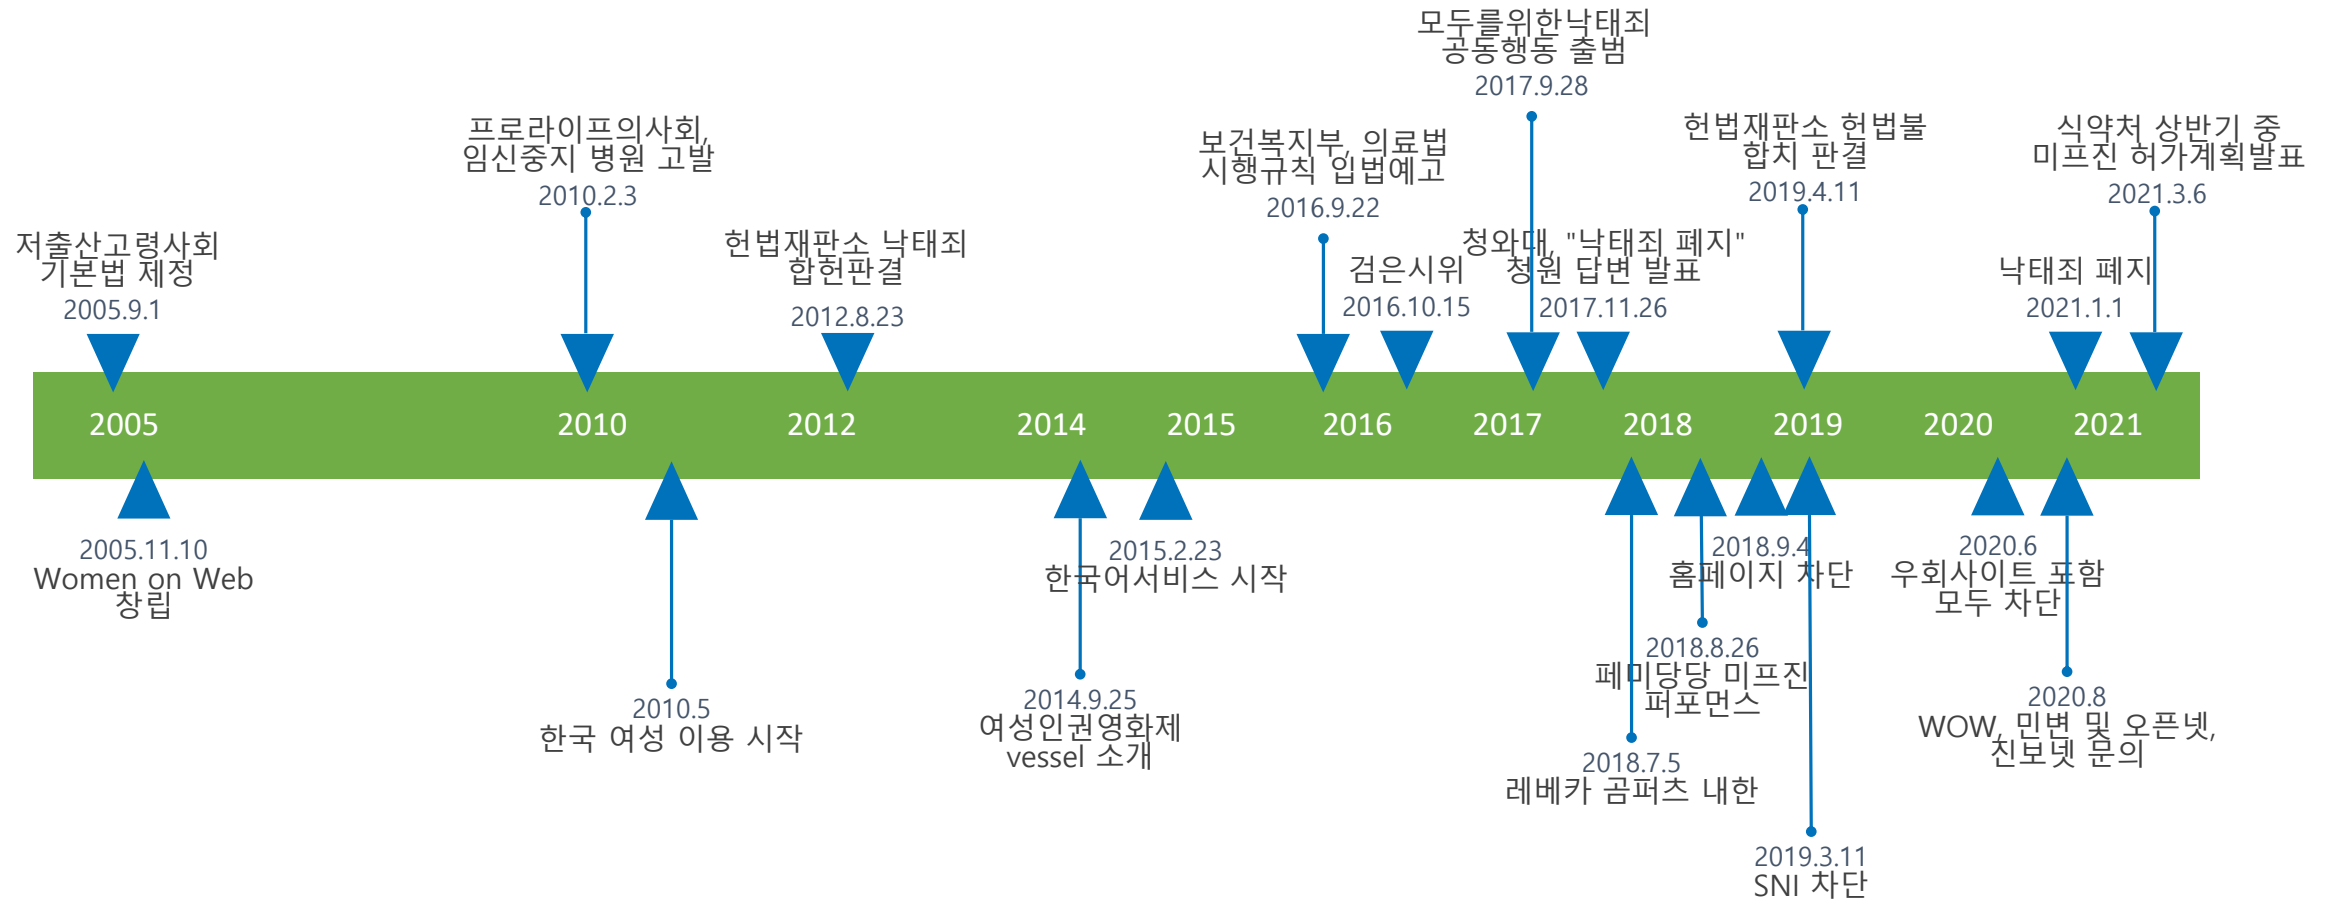 모두를위한낙태죄
공동행동 출범
2017.9.28
프로라이프의사회,
임신중지 병원 고발
2010.2.3
보건복지부, 의료법
시행규칙 입법예고
2016.9.22
헌법재판소 헌법불
합치 판결
2019.4.11
식약처 상반기 중
미프진 허가계획발표
2021.3.6
저출산고령사회
기본법 제정
2005.9.1
헌법재판소 낙태죄
합헌판결
2012.8.23
검은시위
2016.10.15
청와대, "낙태죄 폐지"
청원 답변 발표
2017.11.26
낙태죄 폐지
2021.1.1
2005 2010 2012 2014 2015 2016 2017 2018 2019 2020 2021
2005.11.10
Women on Web
창립
2010.5
한국 여성 이용 시작
2014.9.25
여성인권영화제
vessel 소개
2015.2.23
한국어서비스 시작
2018.7.5
레베카 곰퍼츠 내한
2018.8.26
페미당당 미프진
퍼포먼스
2018.9.4
홈페이지 차단
2019.3.11
SNI 차단
2020.6
우회사이트 포함
모두 차단
2020.8
WOW, 민변 및 오픈넷,
진보넷 문의